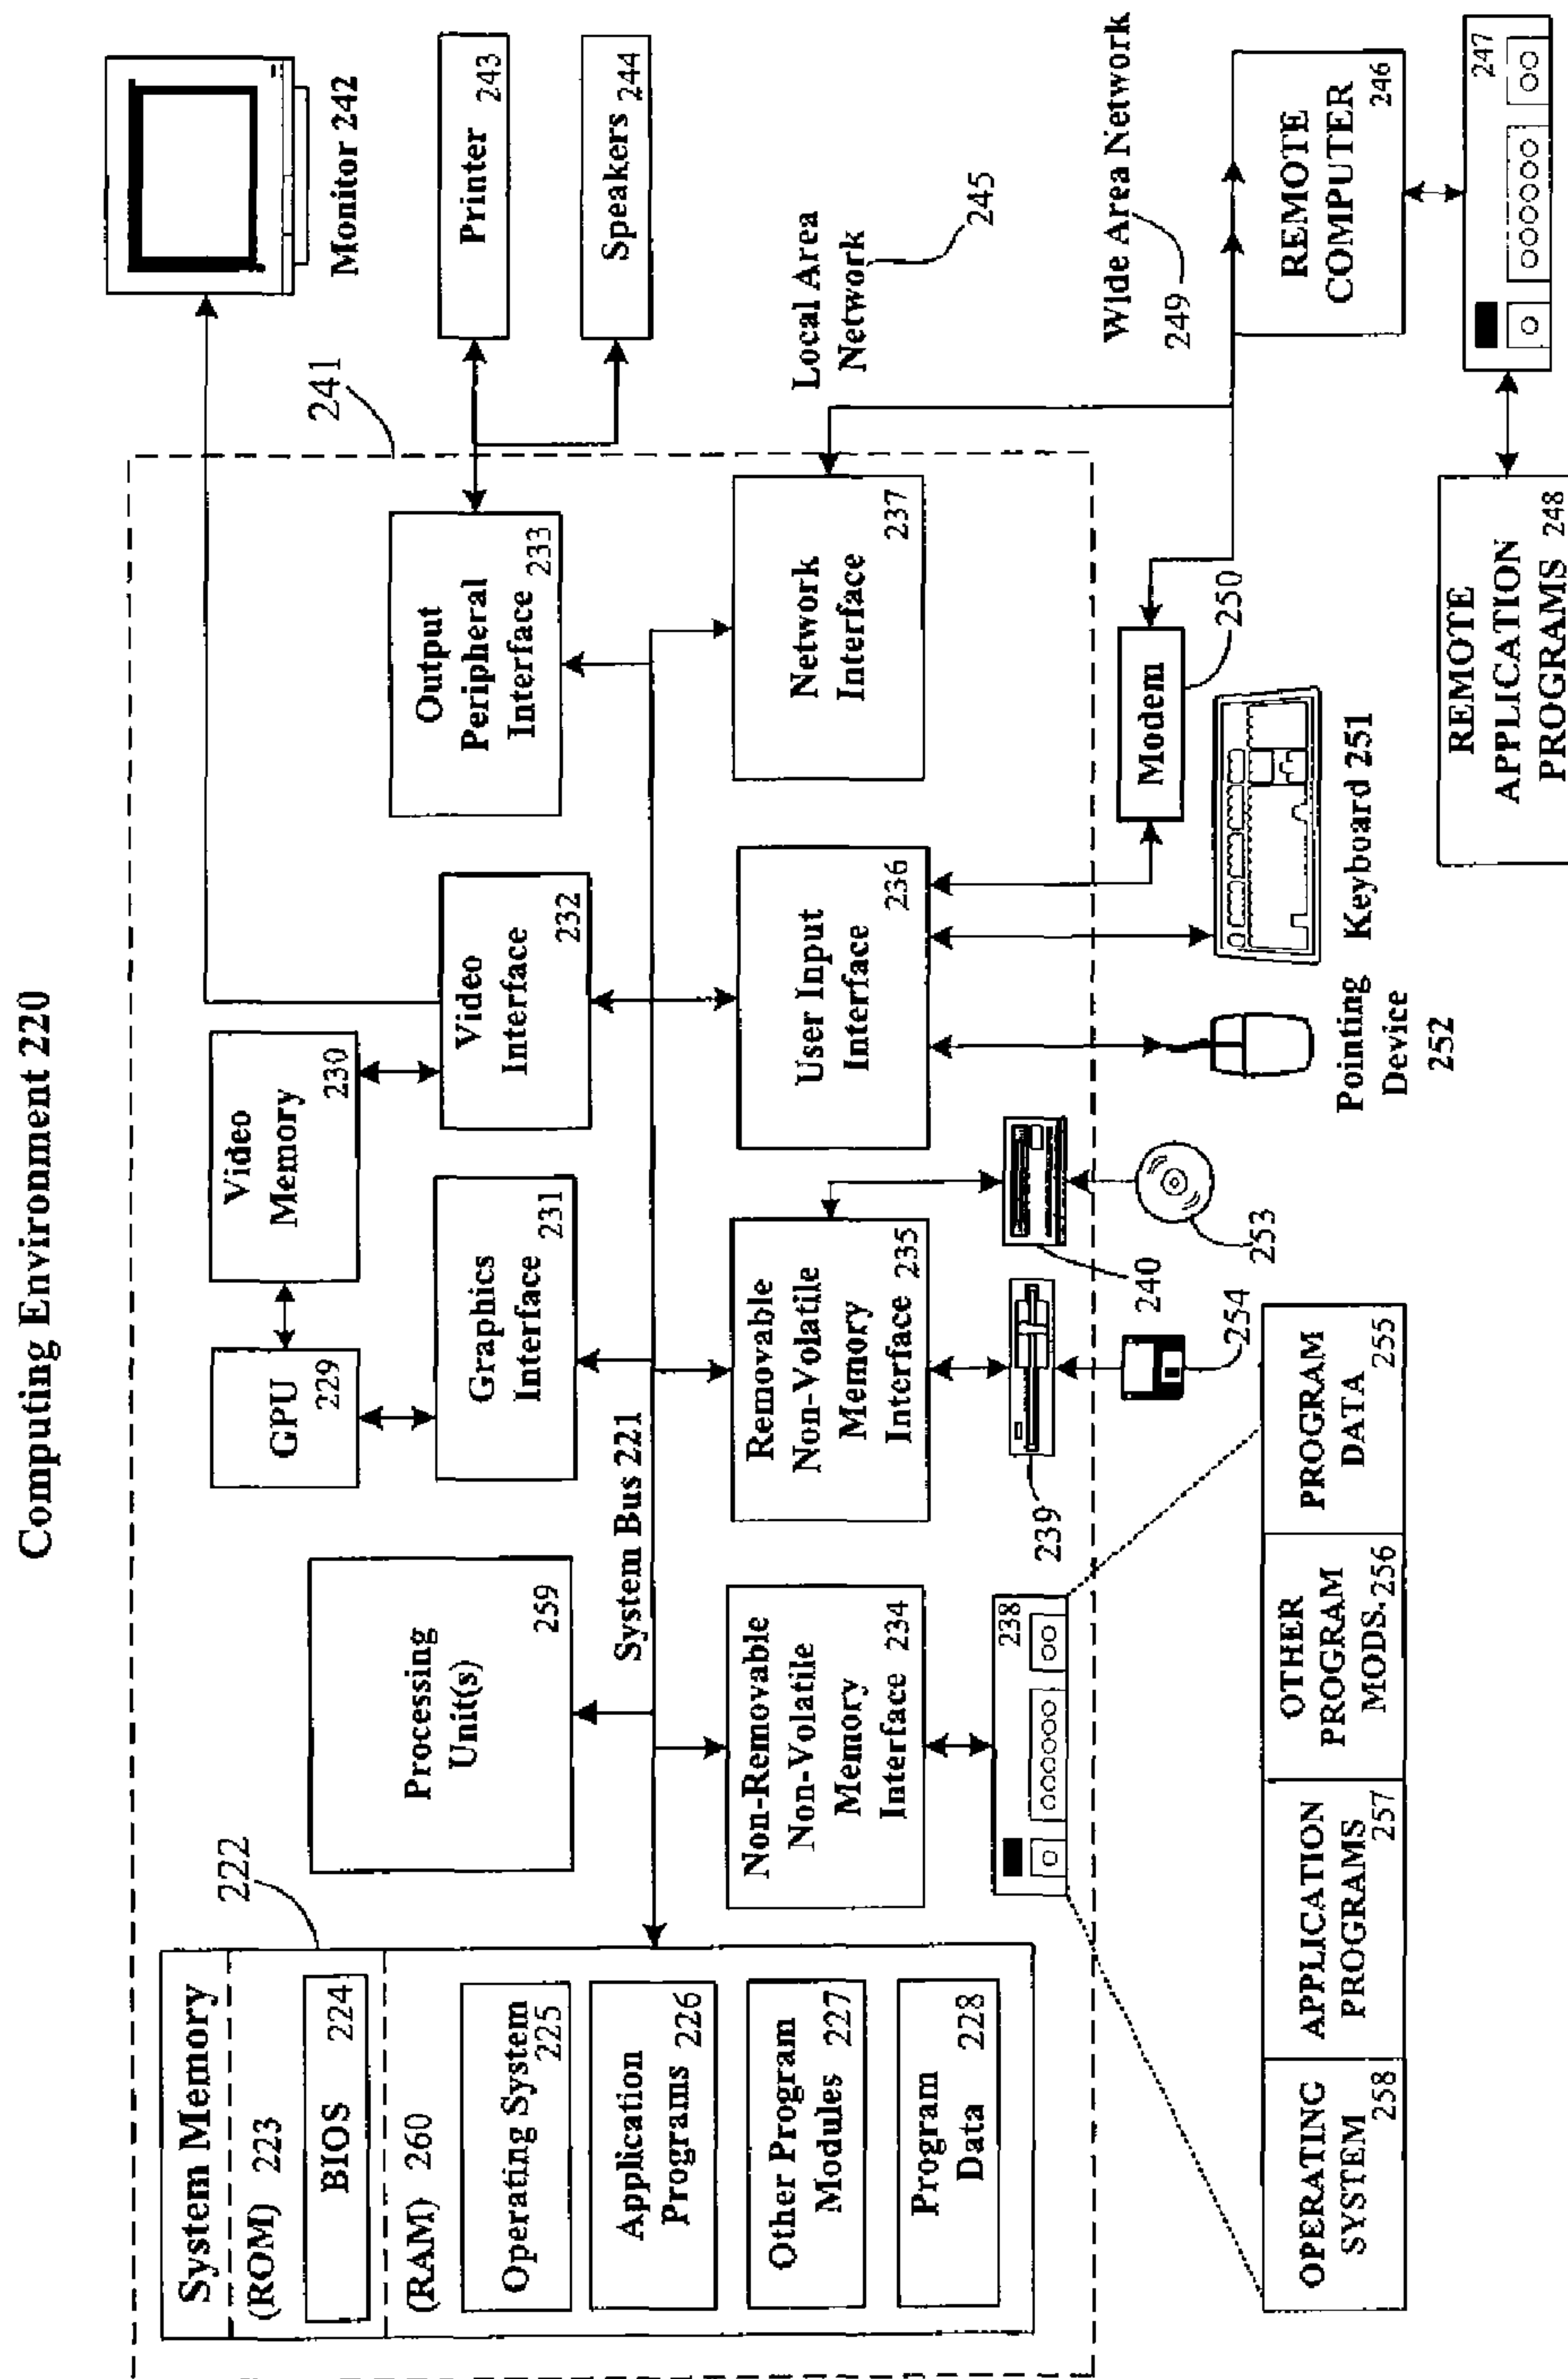 Computing Environment 220
System Memory
222
(ROM) 223
BIOS 224
(RAM) 260
Operating System
225
Application
Programs 226
Other Program
Modules 227
Program
Data 228
Processing
Unit(s)
259
System Bus 221
GPU
229
Video
Memory
230
Graphics
Interface 231
Video
Interface 232
Output
Peripheral
Interface 233
241
Monitor 242
Printer 243
Speakers 244
Non-Removable
Non-Volatile
Memory
Interface 234
Removable
Non-Volatile
Memory
Interface 235
User Input
Interface 236
Network
Interface 237
Local Area
Network
245
Wide Area Network
249
238
239
240
253
254
Modem
250
Pointing
Device
252
Keyboard 251
REMOTE
COMPUTER
246
247
REMOTE
APPLICATION
PROGRAMS 248
OPERATING
SYSTEM
258
APPLICATION
PROGRAMS
257
OTHER
PROGRAM
MODS. 256
PROGRAM
DATA 255